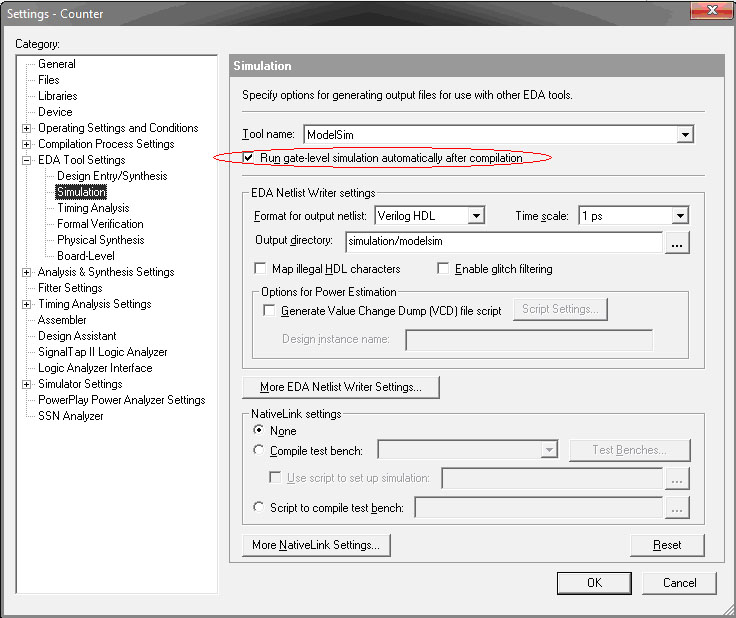 Settings - Counter
Category:
General
Files
Libraries
Device
Operating Settings and Conditions
Compilation Process Settings
EDA Tool Settings
Design Entry/Synthesis
Simulation
Timing Analysis
Formal Verification
Physical Synthesis
Board-Level
Analysis & Synthesis Settings
Fitter Settings
Timing Analysis Settings
Assembler
Design Assistant
SignalTap II Logic Analyzer
Logic Analyzer Interface
Simulator Settings
PowerPlay Power Analyzer Settings
SSN Analyzer
Simulation
Specify options for generating output files for use with other EDA tools.
Tool name: ModelSim
Run gate-level simulation automatically after compilation
EDA Netlist Writer settings
Format for output netlist: Verilog HDL Time scale: 1 ps
Output directory: simulation/modelsim ...
Map illegal HDL characters Enable glitch filtering
Options for Power Estimation
Generate Value Change Dump (VCD) file script Script Settings...
Design instance name:
More EDA Netlist Writer Settings...
NativeLink settings
None
Compile test bench: Test Benches...
Use script to set up simulation: ...
Script to compile test bench: ...
More NativeLink Settings... Reset
OK Cancel